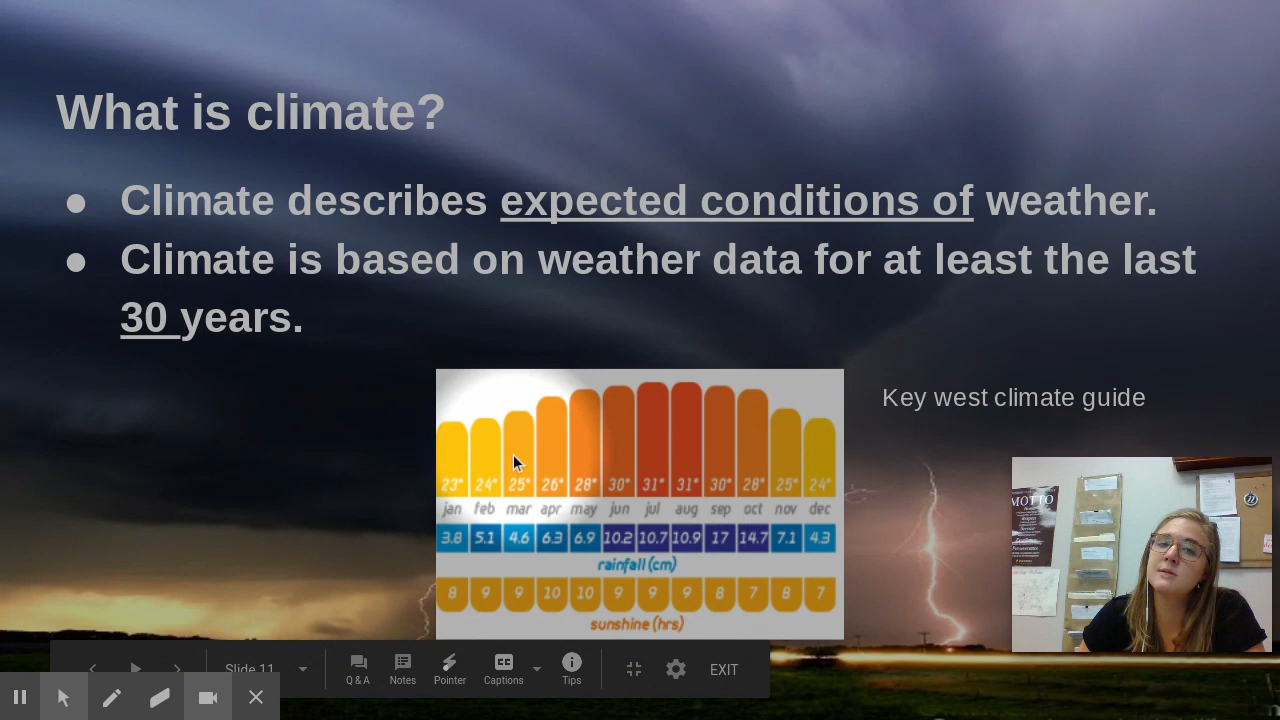 What is climate?
● Climate describes expected conditions of weather.
● Climate is based on weather data for at least the last
30 years.
Key west climate guide
23° 24° 25° 26° 28° 30° 31° 31° 30° 28° 25° 24°
jan feb mar apr may jun jul aug sep oct nov dec
3.8 5.1 4.6 6.3 6.9 10.2 10.7 10.9 17 14.7 7.1 4.3
rainfall (cm)
8 9 9 10 10 9 9 9 8 7 8 7
sunshine (hrs)
MOTTO
Slide 11
Q & A
Notes
Pointer
CC
Captions
Tips
EXIT